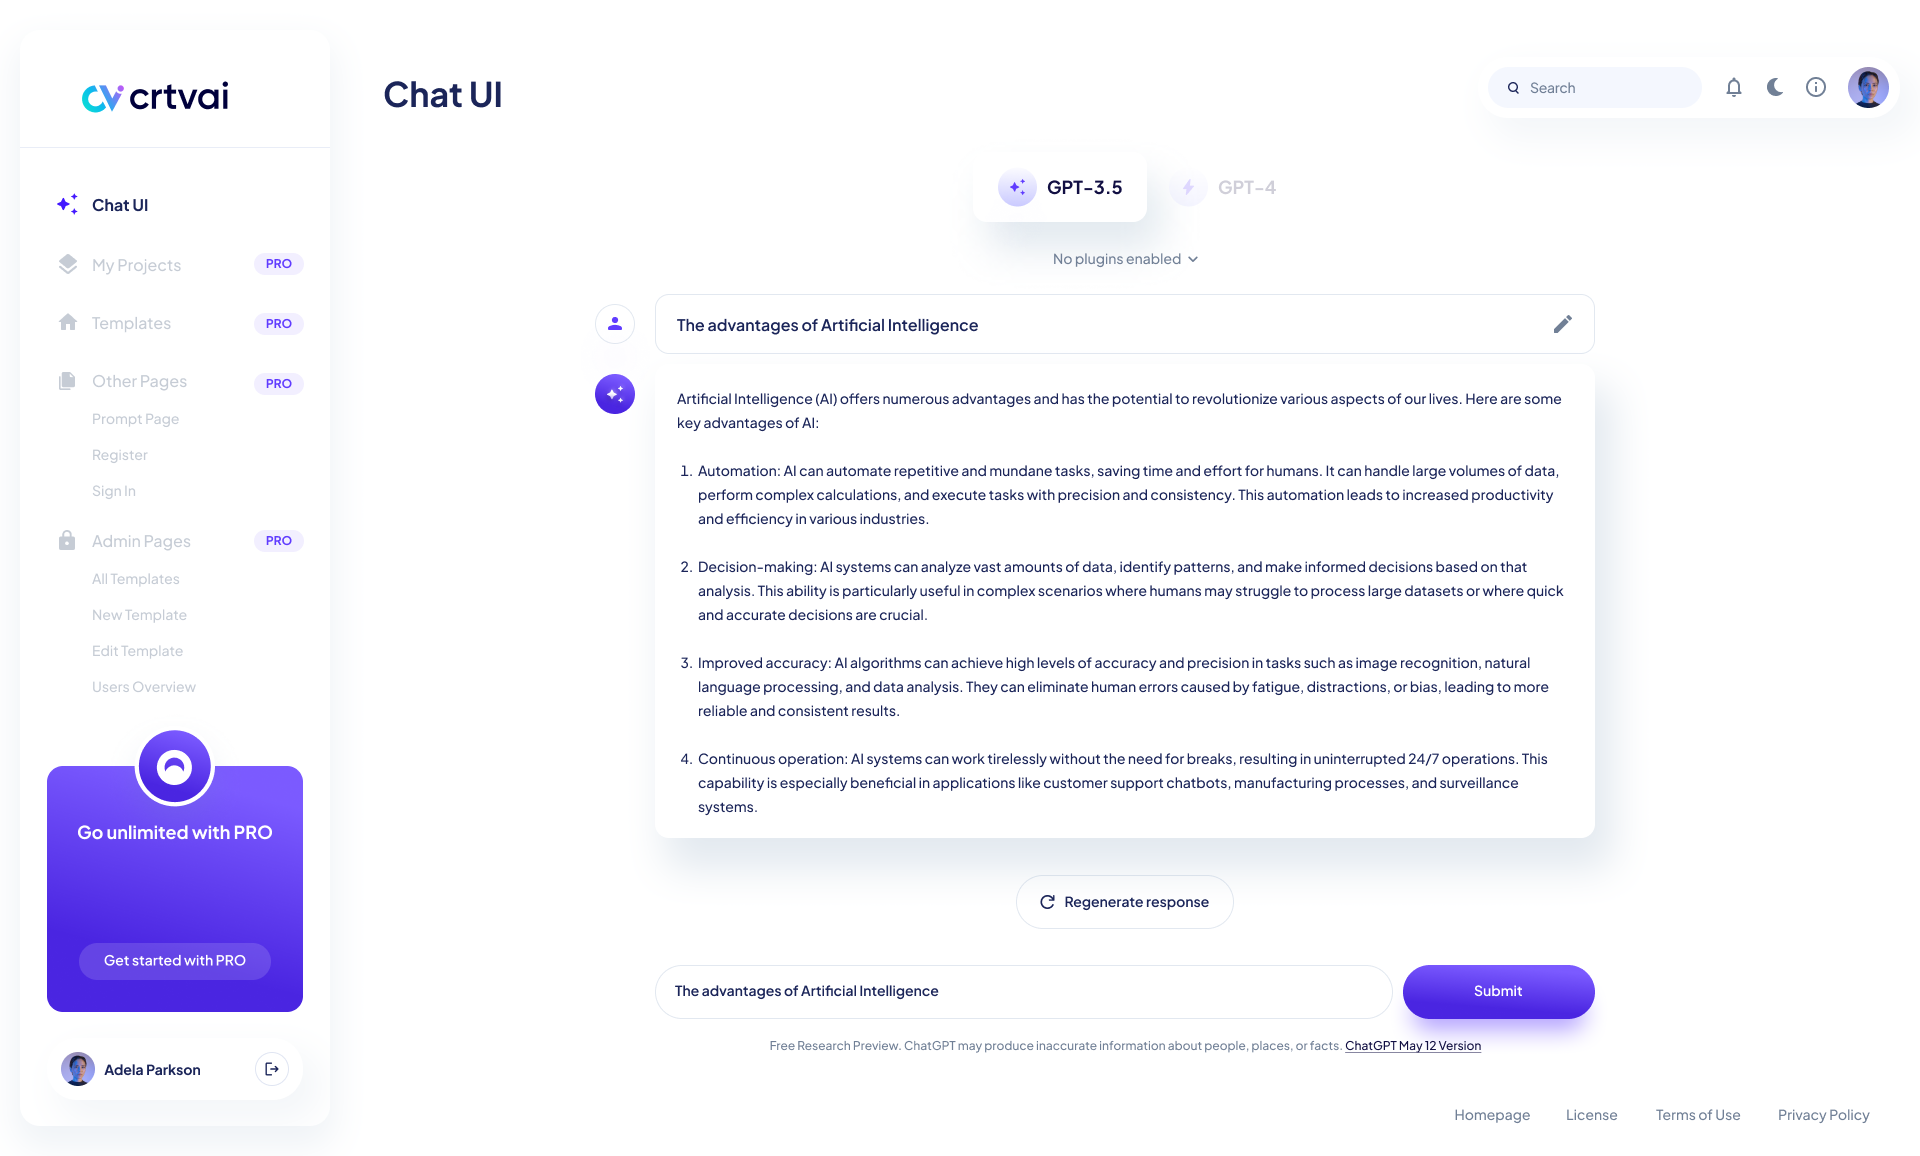 crtvai
Chat UI
My Projects PRO
Templates PRO
Other Pages PRO
Prompt Page
Register
Sign In
Admin Pages PRO
All Templates
New Template
Edit Template
Users Overview
Go unlimited with PRO
Get started with PRO
Adela Parkson
Chat UI
Search
GPT-3.5
GPT-4
No plugins enabled
The advantages of Artificial Intelligence
Artificial Intelligence (AI) offers numerous advantages and has the potential to revolutionize various aspects of our lives. Here are some
key advantages of AI:
1. Automation: AI can automate repetitive and mundane tasks, saving time and effort for humans. It can handle large volumes of data,
perform complex calculations, and execute tasks with precision and consistency. This automation leads to increased productivity
and efficiency in various industries.
2. Decision-making: AI systems can analyze vast amounts of data, identify patterns, and make informed decisions based on that
analysis. This ability is particularly useful in complex scenarios where humans may struggle to process large datasets or where quick
and accurate decisions are crucial.
3. Improved accuracy: AI algorithms can achieve high levels of accuracy and precision in tasks such as image recognition, natural
language processing, and data analysis. They can eliminate human errors caused by fatigue, distractions, or bias, leading to more
reliable and consistent results.
4. Continuous operation: AI systems can work tirelessly without the need for breaks, resulting in uninterrupted 24/7 operations. This
capability is especially beneficial in applications like customer support chatbots, manufacturing processes, and surveillance
systems.
Regenerate response
The advantages of Artificial Intelligence
Submit
Free Research Preview. ChatGPT may produce inaccurate information about people, places, or facts. ChatGPT May 12 Version
Homepage License Terms of Use Privacy Policy